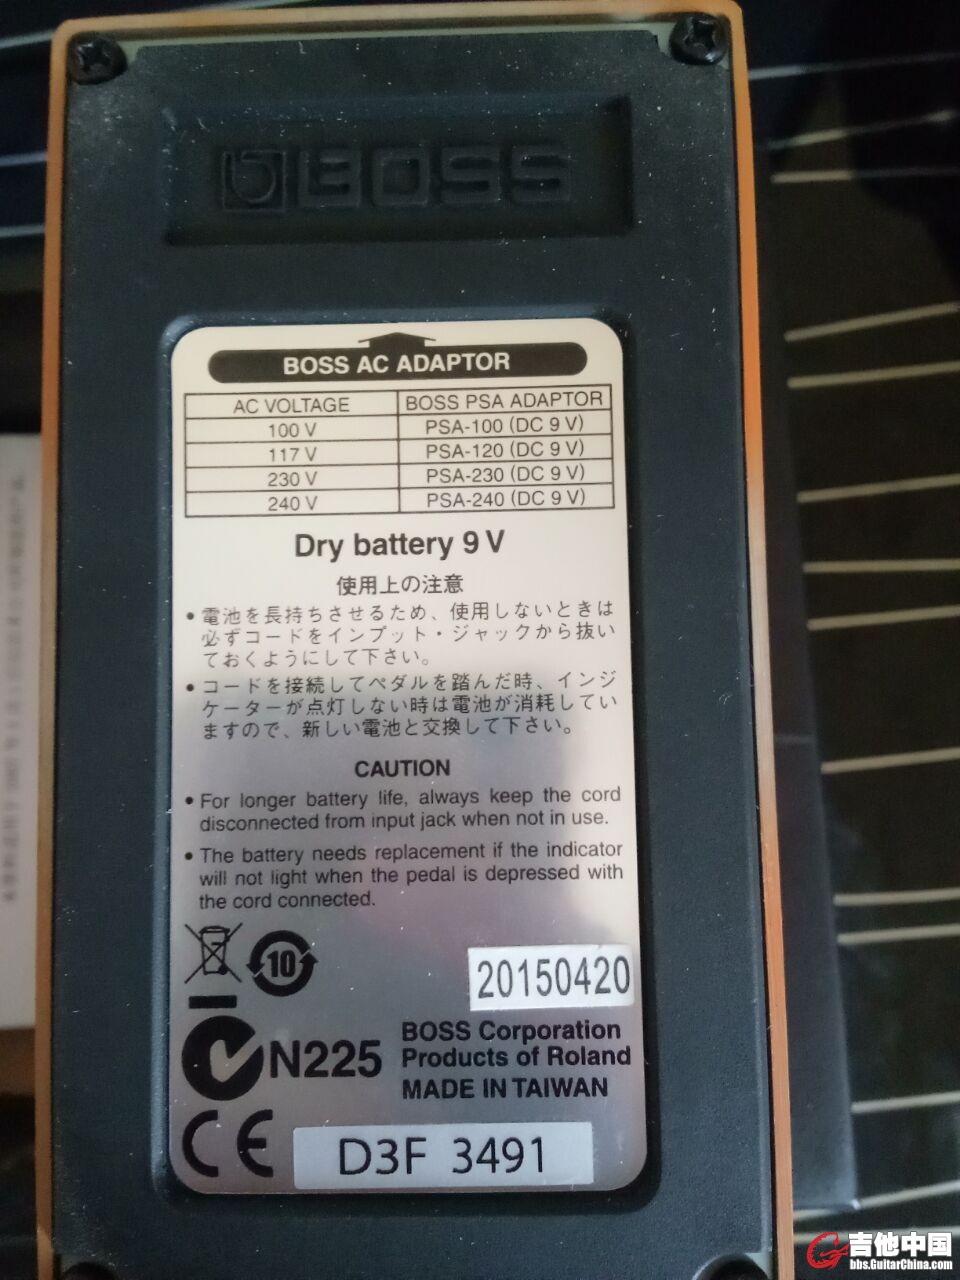 BOSS
BOSS AC ADAPTOR
AC VOLTAGE BOSS PSA ADAPTOR
100 V PSA-100 (DC 9 V)
117 V PSA-120 (DC 9 V)
230 V PSA-230 (DC 9 V)
240 V PSA-240 (DC 9 V)
Dry battery 9 V
使用上の注意
• 電池を長持ちさせるため、使用しないときは
必ずコードをインプット・ジャックから抜い
ておくようにして下さい。
• コードを接続してペダルを踏んだ時、インジ
ケーターが点灯しない時は電池が消耗してい
ますので、新しい電池と交換して下さい。
CAUTION
• For longer battery life, always keep the cord
disconnected from input jack when not in use.
• The battery needs replacement if the indicator
will not light when the pedal is depressed with
the cord connected.
10
20150420
N225
BOSS Corporation
Products of Roland
MADE IN TAIWAN
CE
D3F 3491
吉他中国
bbs.GuitarChina.com